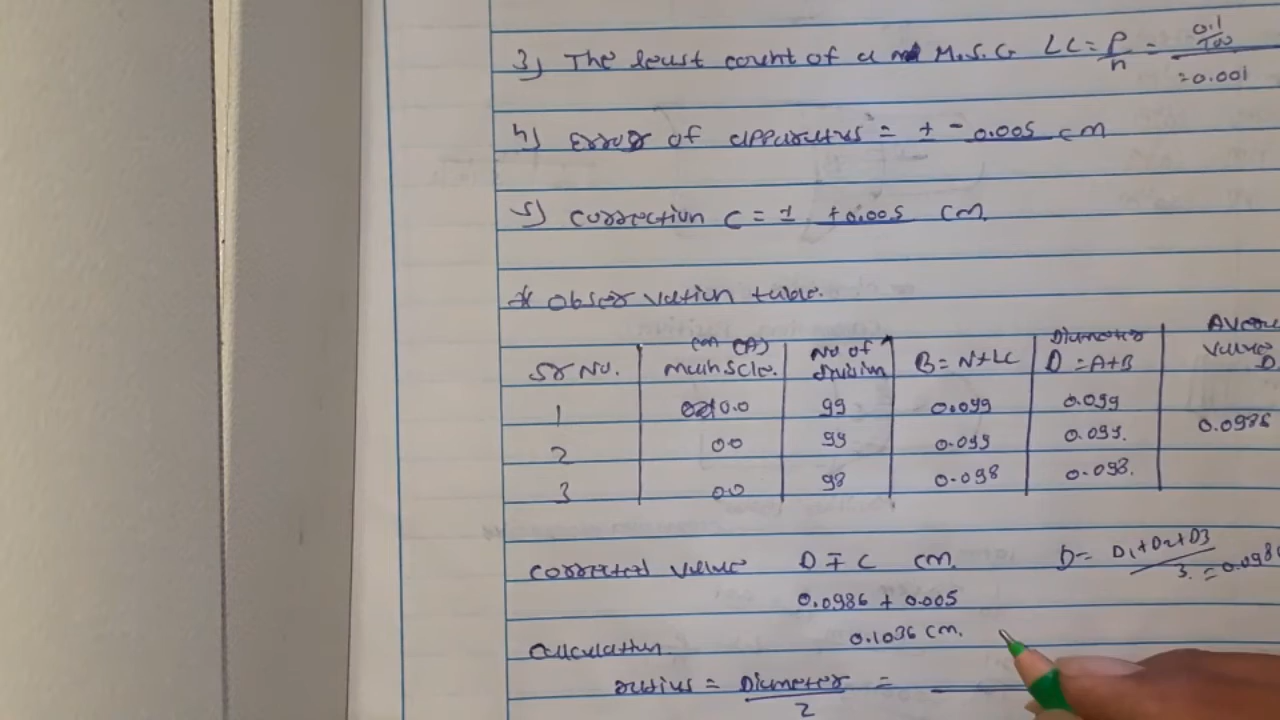 3) The least count of a M.S.G LC = P/n = 0.1/100
= 0.001
4) Error of apparatus = ± - 0.005 cm
5) correction C = ± +0.005 cm.
* Observation table.
Sr No. | cm (A) main scle. | No of division | B = N+LC | Diameter D = A+B | Value D
1 | 0.0 | 99 | 0.099 | 0.099
2 | 0.0 | 99 | 0.099 | 0.099. | 0.0986
3 | 0.0 | 98 | 0.098 | 0.098.
corrected value D ∓ C cm. D = D1+D2+D3/3. = 0.0986
0.0986 + 0.005
0.1036 cm.
Calculation
radius = Diameter/2 =